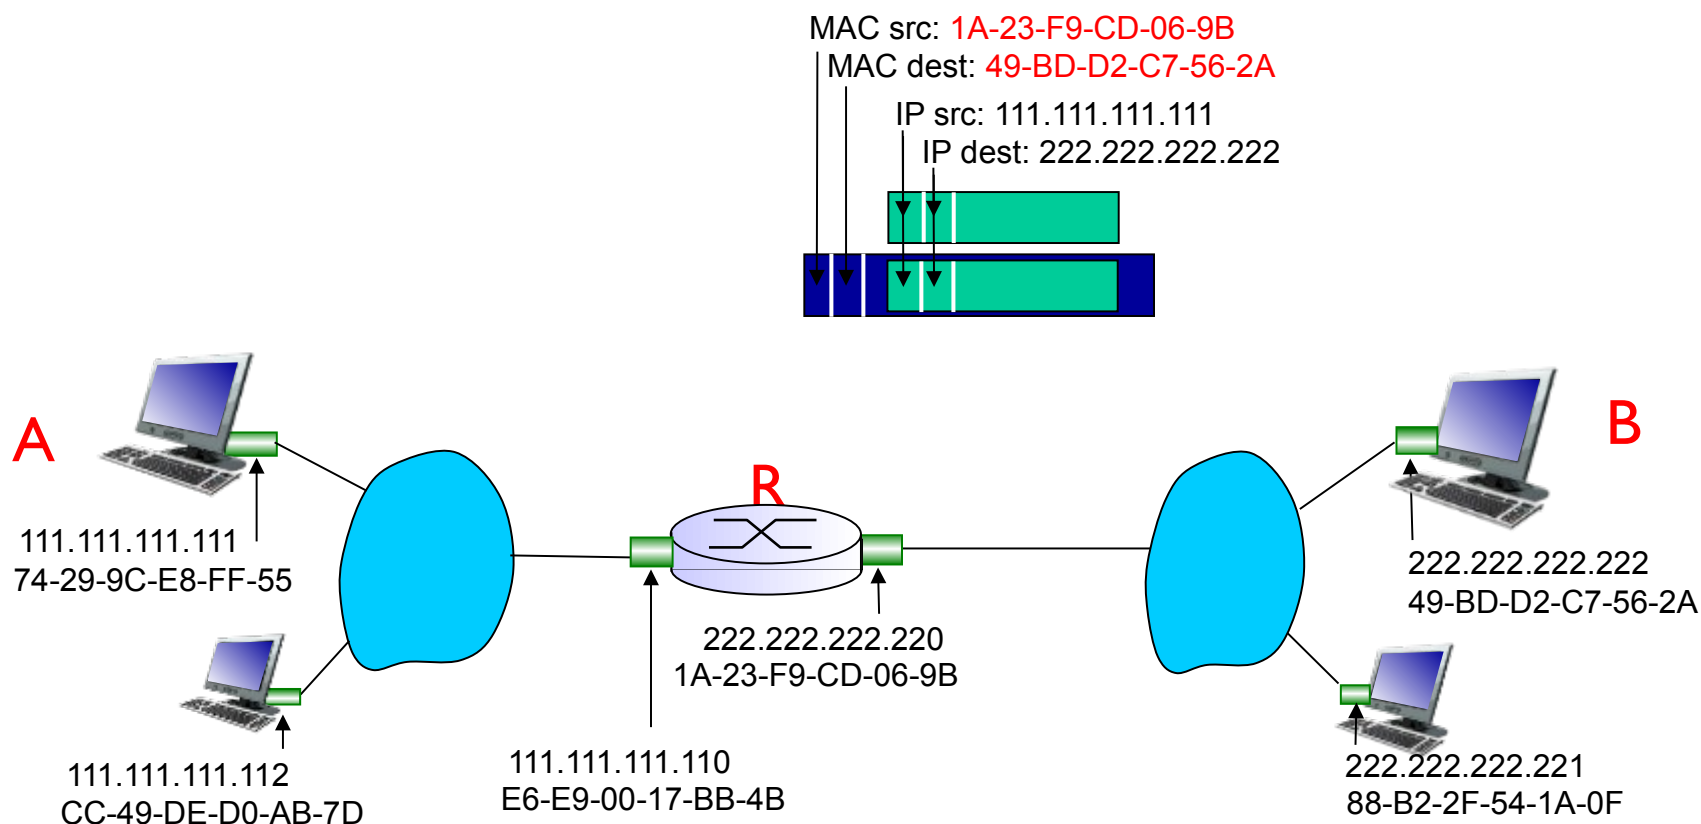 MAC src: 1A-23-F9-CD-06-9B
MAC dest: 49-BD-D2-C7-56-2A
IP src: 111.111.111.111
IP dest: 222.222.222.222
A
B
R
111.111.111.111
74-29-9C-E8-FF-55
222.222.222.222
49-BD-D2-C7-56-2A
222.222.222.220
1A-23-F9-CD-06-9B
111.111.111.112
CC-49-DE-D0-AB-7D
111.111.111.110
E6-E9-00-17-BB-4B
222.222.222.221
88-B2-2F-54-1A-0F